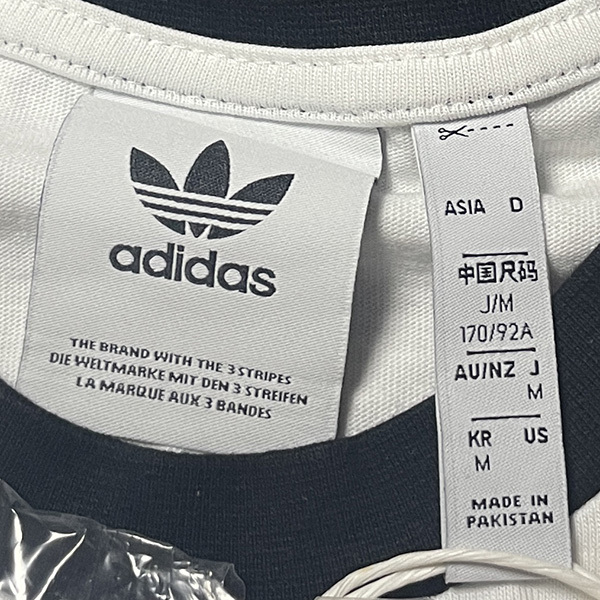 adidas
THE BRAND WITH THE 3 STRIPES
DIE WELTMARKE MIT DEN 3 STREIFEN
LA MARQUE AUX 3 BANDES
ASIA D
中国尺码
J/M
170/92A
AU/NZ J
M
KR US
M
MADE IN
PAKISTAN